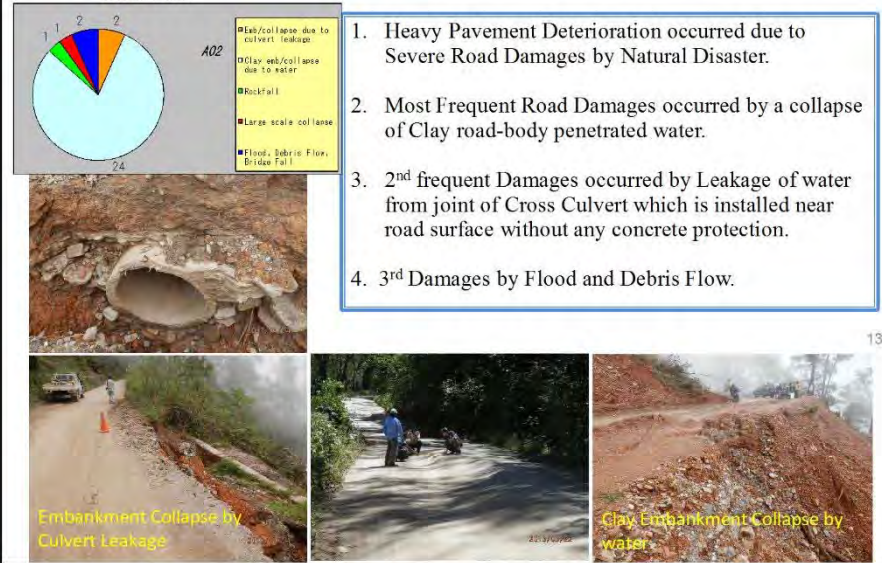 1 1 2 2
A02
24
Emb/collapse due to
culvert leakage
Clay emb/collapse
due to water
Rockfall
Large scale collapse
Flood, Debris Flow,
Bridge Fall
1. Heavy Pavement Deterioration occurred due to
Severe Road Damages by Natural Disaster.
2. Most Frequent Road Damages occurred by a collapse
of Clay road-body penetrated water.
3. 2nd frequent Damages occurred by Leakage of water
from joint of Cross Culvert which is installed near
road surface without any concrete protection.
4. 3rd Damages by Flood and Debris Flow.
13
Embankment Collapse by
Culvert Leakage
Clay Embankment Collapse by
water